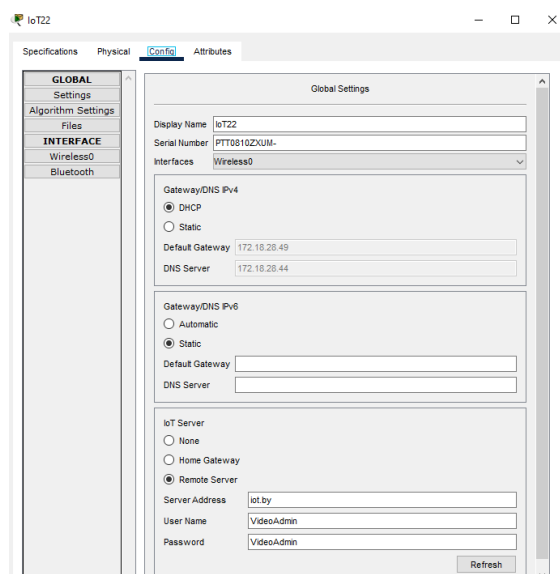 IoT22
Specifications Physical Config Attributes
GLOBAL
Settings
Algorithm Settings
Files
INTERFACE
Wireless0
Bluetooth
Global Settings
Display Name IoT22
Serial Number PTT0810ZXUM-
Interfaces Wireless0
Gateway/DNS IPv4
DHCP
Static
Default Gateway 172.18.28.49
DNS Server 172.18.28.44
Gateway/DNS IPv6
Automatic
Static
Default Gateway
DNS Server
IoT Server
None
Home Gateway
Remote Server
Server Address iot.by
User Name VideoAdmin
Password VideoAdmin
Refresh